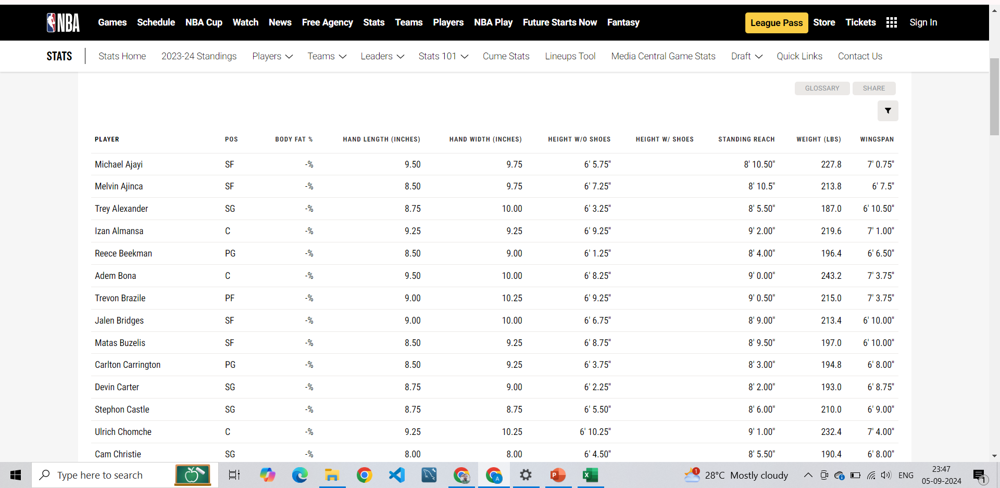 NBA Games Schedule NBA Cup Watch News Free Agency Stats Teams Players NBA Play Future Starts Now Fantasy League Pass Store Tickets Sign In
STATS Stats Home 2023-24 Standings Players Teams Leaders Stats 101 Cume Stats Lineups Tool Media Central Game Stats Draft Quick Links Contact Us
GLOSSARY SHARE
PLAYER POS BODY FAT % HAND LENGTH (INCHES) HAND WIDTH (INCHES) HEIGHT W/O SHOES HEIGHT W/ SHOES STANDING REACH WEIGHT (LBS) WINGSPAN
Michael Ajayi SF -% 9.50 9.75 6' 5.75" 8' 10.50" 227.8 7' 0.75"
Melvin Ajinca SF -% 8.50 9.75 6' 7.25" 8' 10.5" 213.8 6' 7.5"
Trey Alexander SG -% 8.75 10.00 6' 3.25" 8' 5.50" 187.0 6' 10.50"
Izan Almansa C -% 9.25 9.25 6' 9.25" 9' 2.00" 219.6 7' 1.00"
Reece Beekman PG -% 8.50 9.00 6' 1.25" 8' 4.00" 196.4 6' 6.50"
Adem Bona C -% 9.50 10.00 6' 8.25" 9' 0.00" 243.2 7' 3.75"
Trevon Brazile PF -% 9.00 10.25 6' 9.25" 9' 0.50" 215.0 7' 3.75"
Jalen Bridges SF -% 9.00 10.00 6' 6.75" 8' 9.00" 213.4 6' 10.00"
Matas Buzelis SF -% 8.50 9.25 6' 8.75" 8' 9.50" 197.0 6' 10.00"
Carlton Carrington PG -% 8.50 9.25 6' 3.75" 8' 3.00" 194.8 6' 8.00"
Devin Carter SG -% 8.75 9.00 6' 2.25" 8' 2.00" 193.0 6' 8.75"
Stephon Castle SG -% 8.75 8.75 6' 5.50" 8' 6.00" 210.0 6' 9.00"
Ulrich Chomche C -% 9.25 10.25 6' 10.25" 9' 1.00" 232.4 7' 4.00"
Cam Christie SG -% 8.00 8.00 6' 4.50" 8' 5.50" 190.4 6' 8.00"
Type here to search A P X 1 28°C Mostly cloudy ENG 23:47
05-09-2024 1